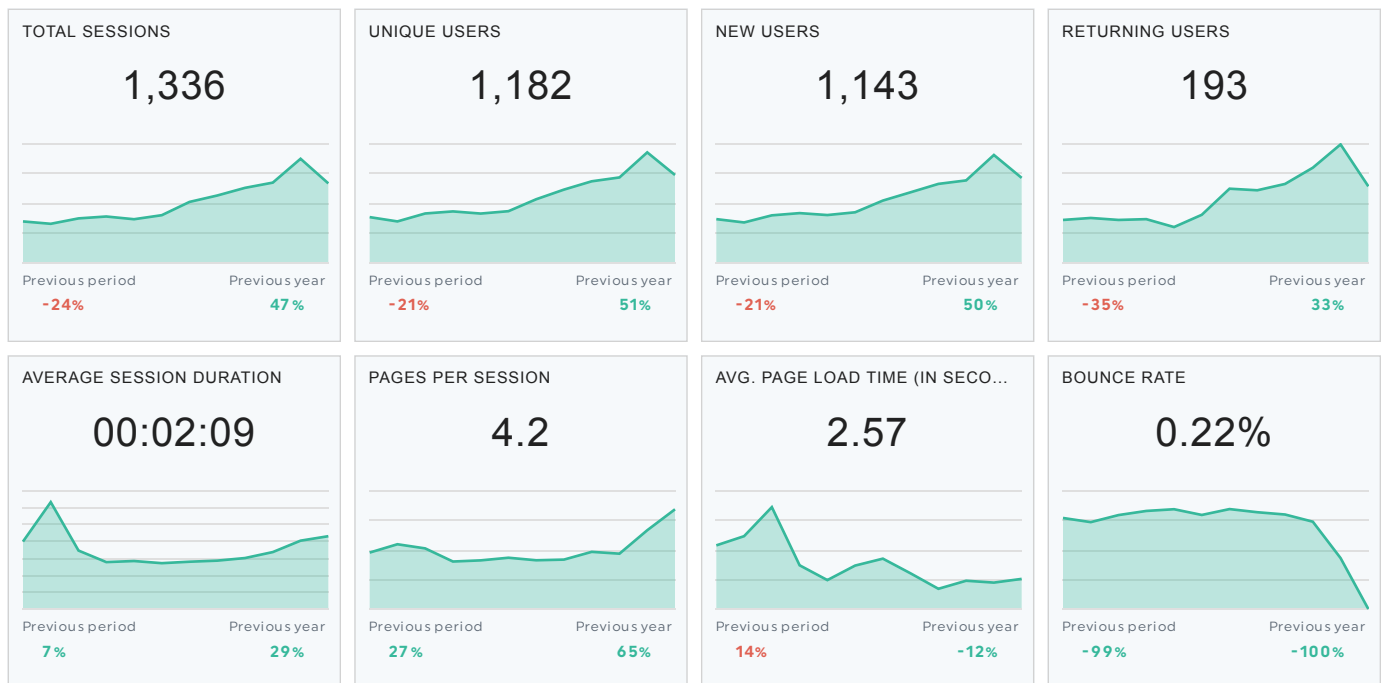 TOTAL SESSIONS
1,336
Previous period Previous year
-24% 47%
UNIQUE USERS
1,182
Previous period Previous year
-21% 51%
NEW USERS
1,143
Previous period Previous year
-21% 50%
RETURNING USERS
193
Previous period Previous year
-35% 33%
AVERAGE SESSION DURATION
00:02:09
Previous period Previous year
7% 29%
PAGES PER SESSION
4.2
Previous period Previous year
27% 65%
AVG. PAGE LOAD TIME (IN SECO...
2.57
Previous period Previous year
14% -12%
BOUNCE RATE
0.22%
Previous period Previous year
-99% -100%